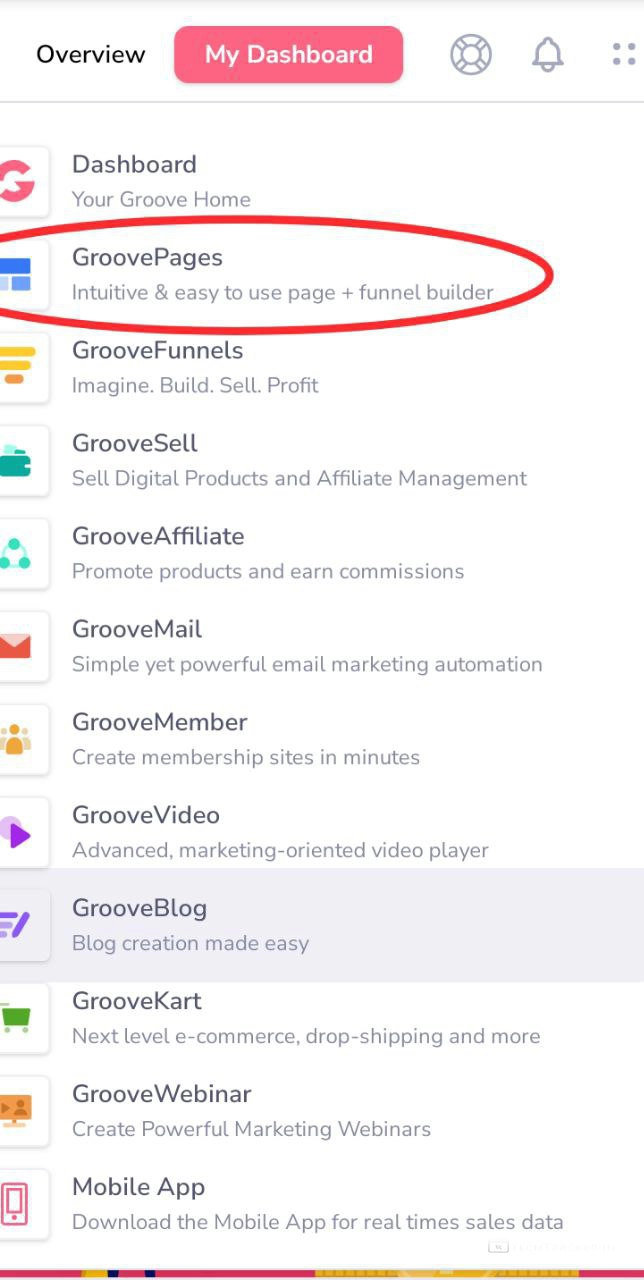 Overview My Dashboard
Dashboard
Your Groove Home
GroovePages
Intuitive & easy to use page + funnel builder
GrooveFunnels
Imagine. Build. Sell. Profit
GrooveSell
Sell Digital Products and Affiliate Management
GrooveAffiliate
Promote products and earn commissions
GrooveMail
Simple yet powerful email marketing automation
GrooveMember
Create membership sites in minutes
GrooveVideo
Advanced, marketing-oriented video player
GrooveBlog
Blog creation made easy
GrooveKart
Next level e-commerce, drop-shipping and more
GrooveWebinar
Create Powerful Marketing Webinars
Mobile App
Download the Mobile App for real times sales data